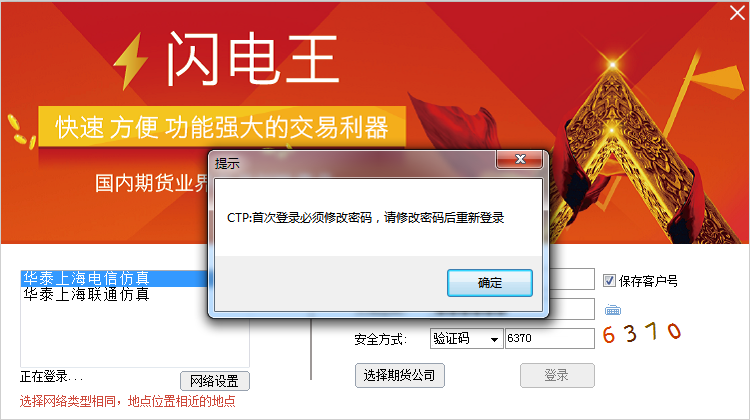 闪电王
快速 方便 功能强大的交易利器
国内期货业界
提示
CTP:首次登录必须修改密码，请修改密码后重新登录
确定
华泰上海电信仿真
华泰上海联通仿真
保存客户号
安全方式: 验证码 6370 6370
正在登录... 网络设置 选择期货公司 登录
选择网络类型相同，地点位置相近的地点